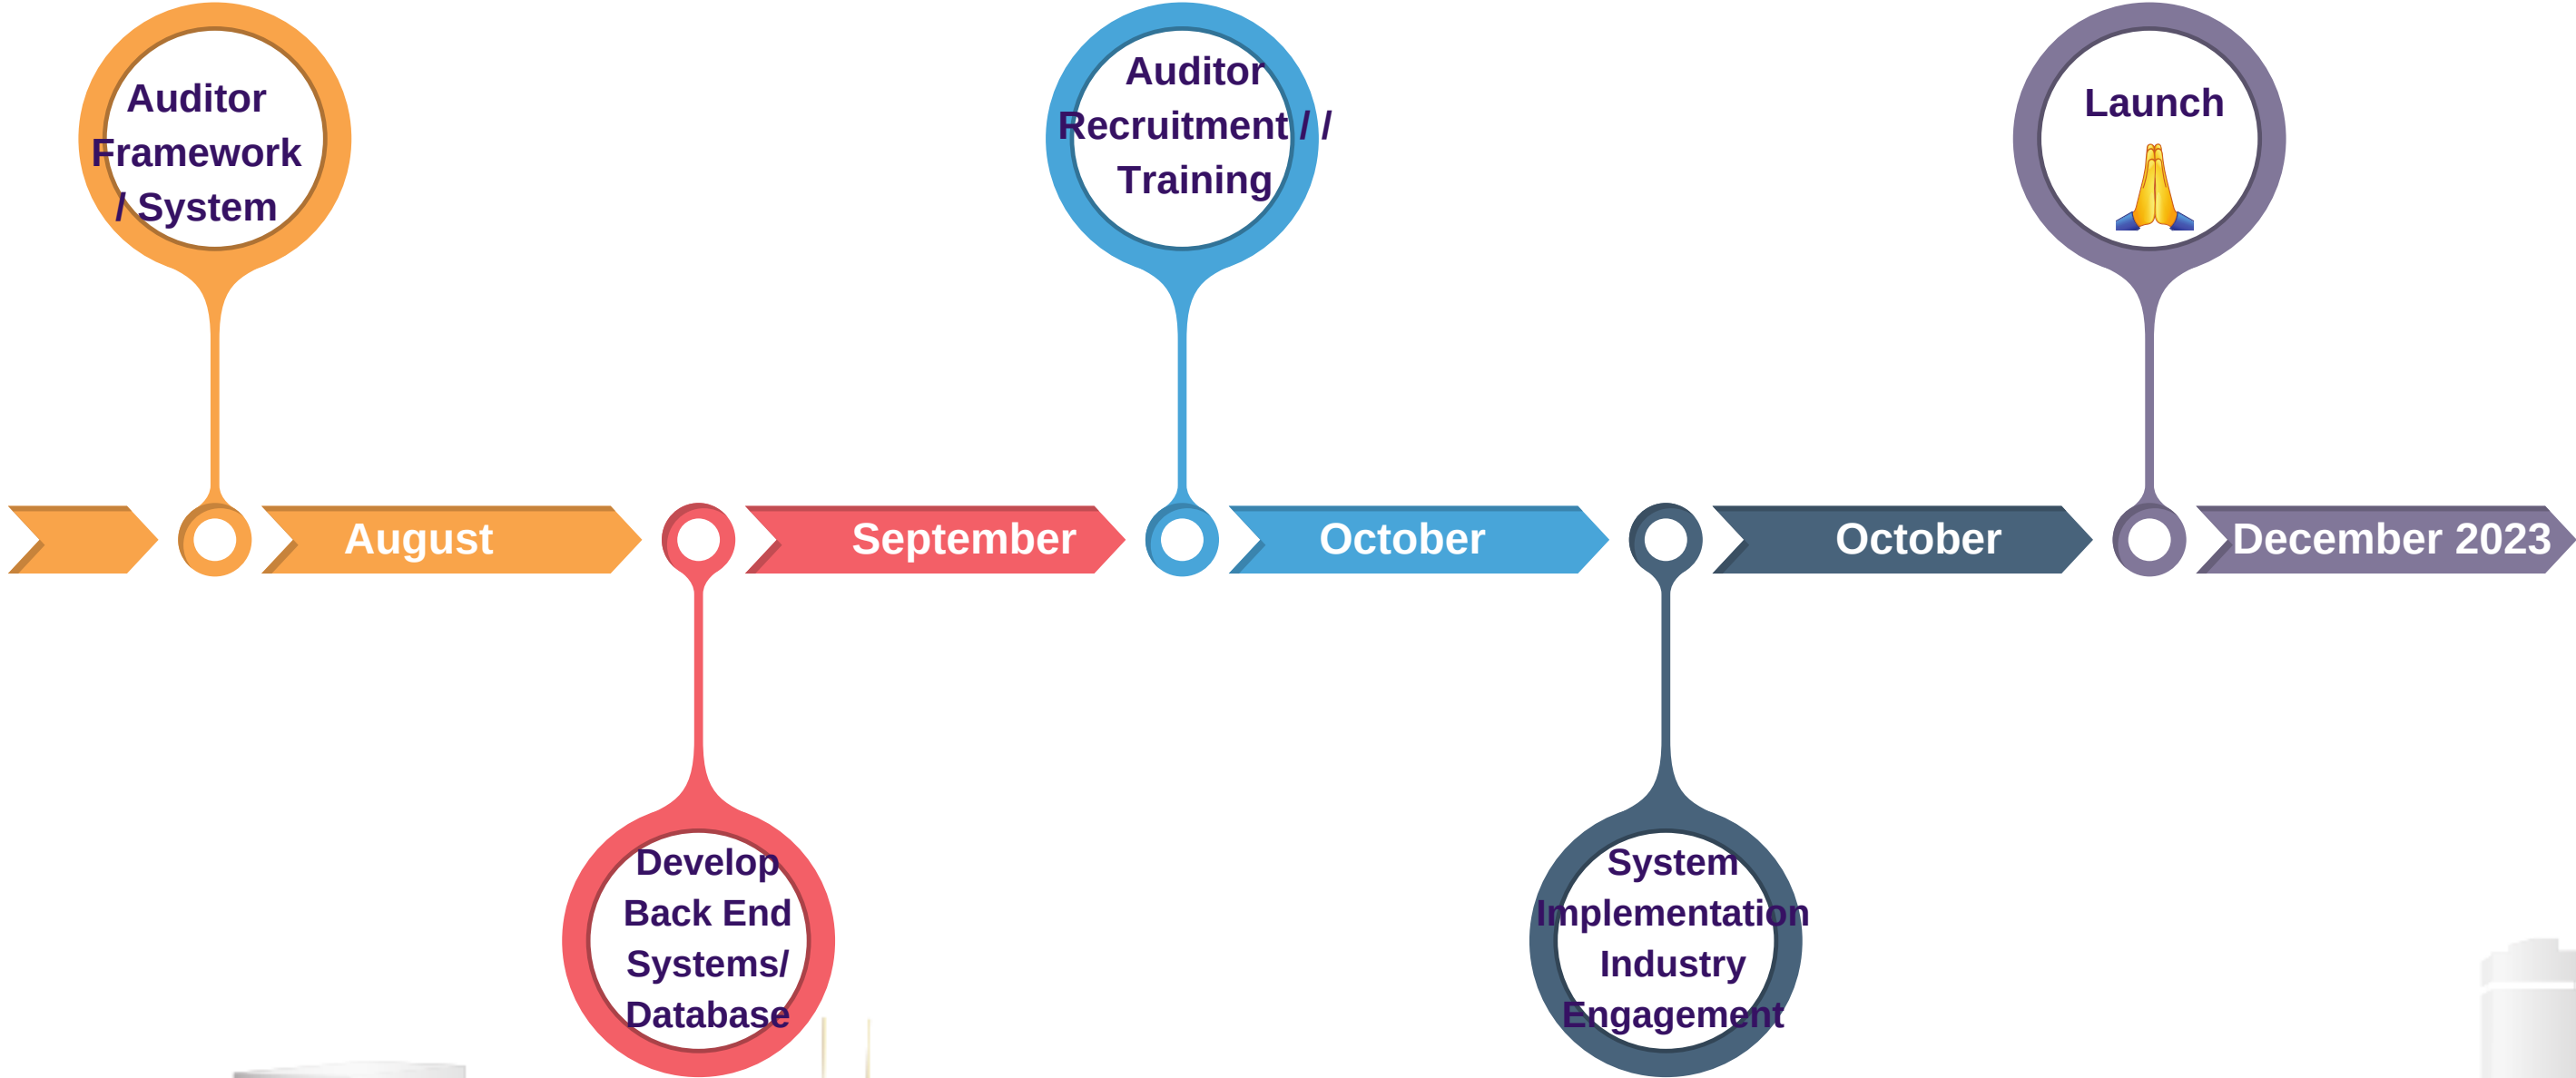 Auditor
Framework
/ System
Auditor
Recruitment / /
Training
Launch
August
September
October
October
December 2023
Develop
Back End
Systems/
Database
System
Implementation
Industry
Engagement